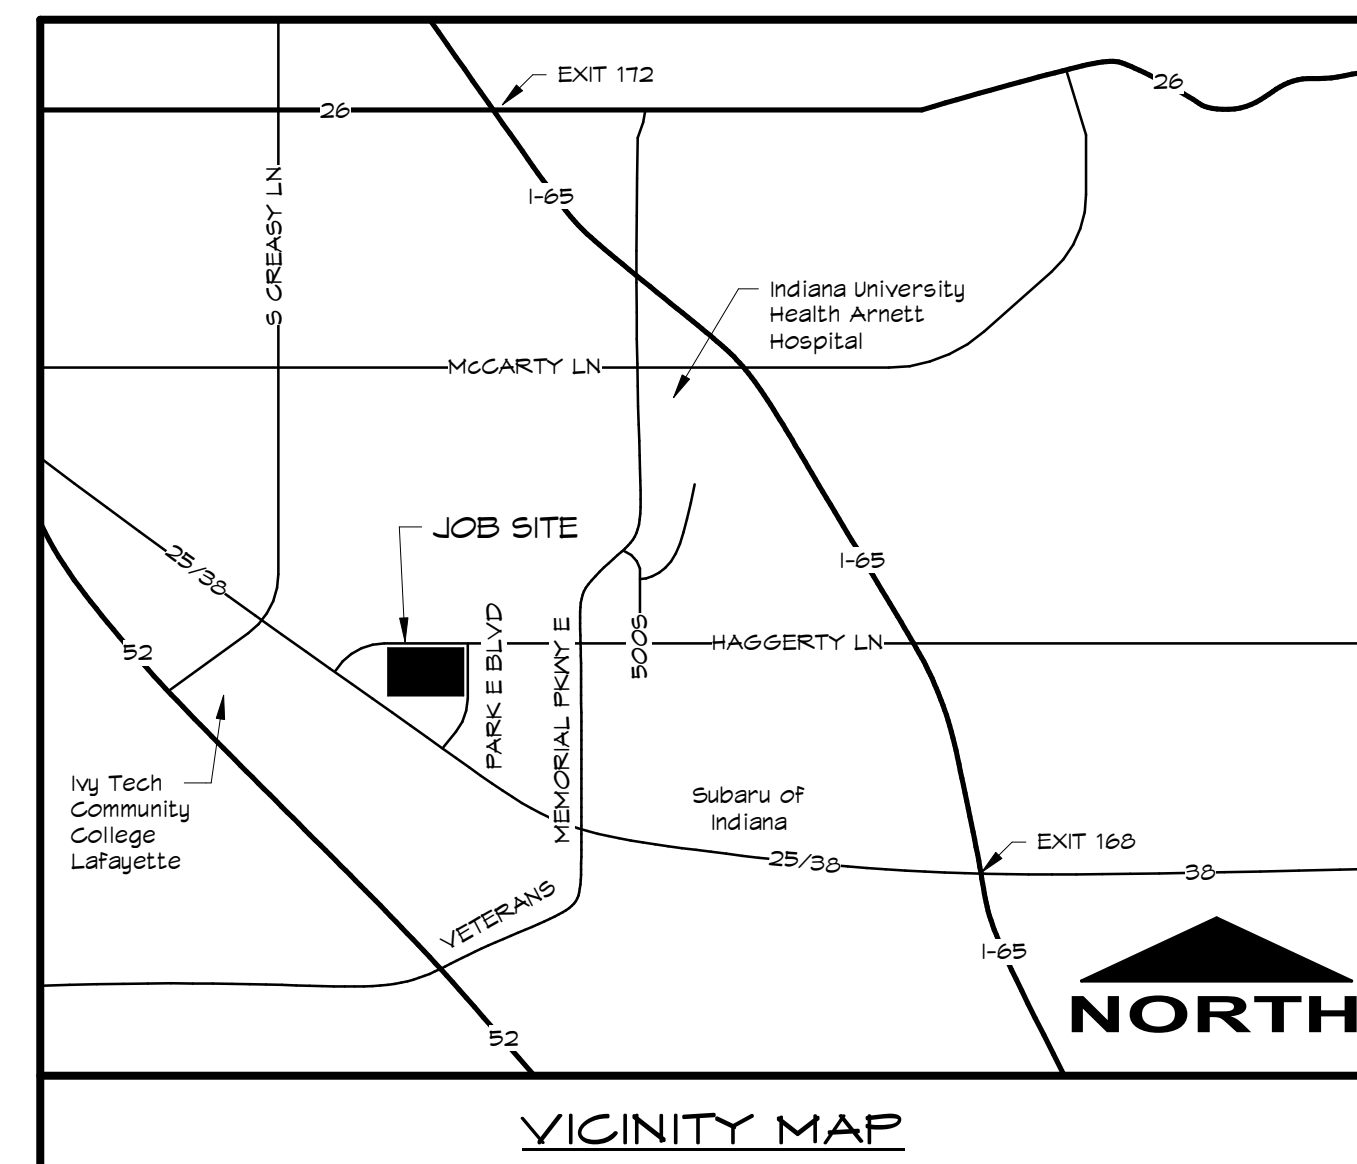 EXIT 172
26
26
I-65
S CREASY LN
Indiana University
Health Arnett
Hospital
McCARTY LN
JOB SITE
25/38
I-65
52
PARK E BLVD
MEMORIAL PKWY E
500S
HAGGERTY LN
Ivy Tech
Community
College
Lafayette
Subaru of
Indiana
25/38
EXIT 168
38
VETERANS
I-65
52
NORTH
VICINITY MAP